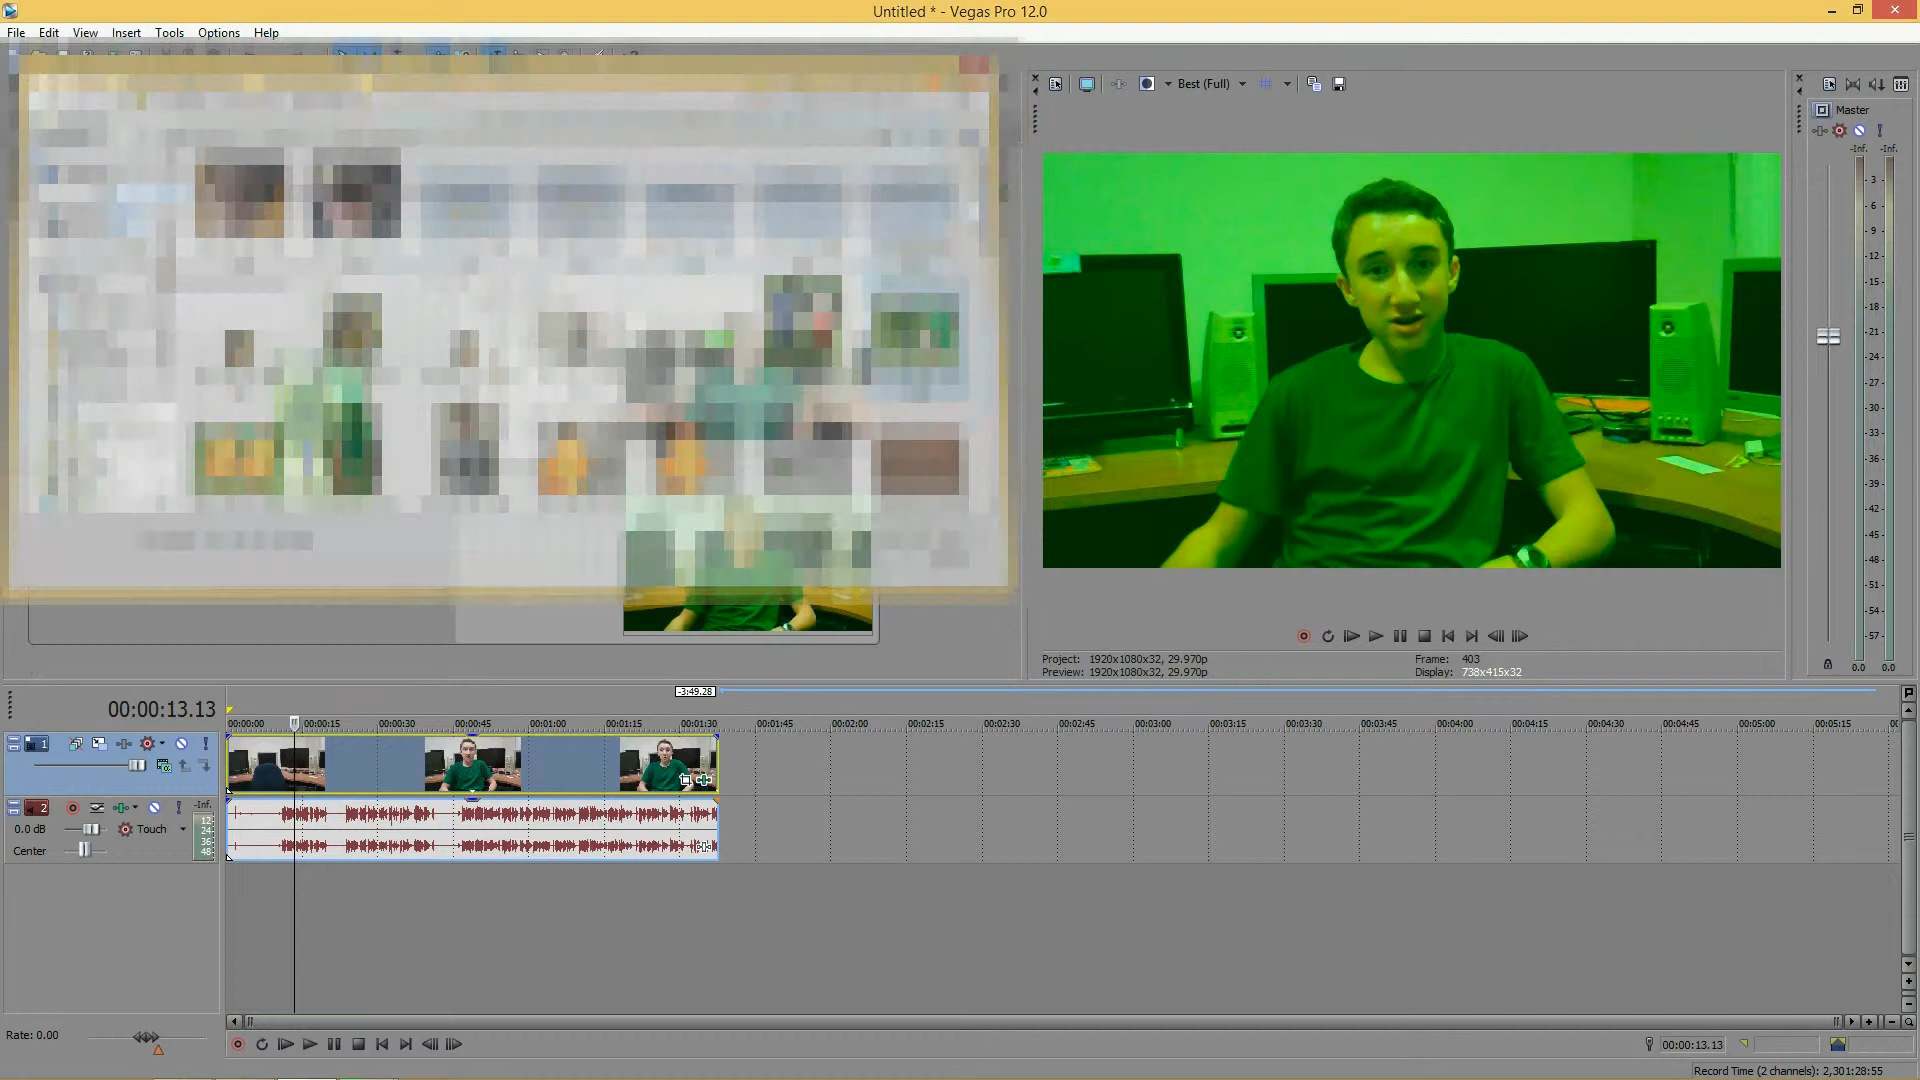 Untitled * - Vegas Pro 12.0
File Edit View Insert Tools Options Help
Best (Full)
Master
-Inf. -Inf.
3
6
9
12
15
18
21
24
27
30
33
36
39
42
45
48
51
54
57
0.0 0.0
Project: 1920x1080x32, 29.970p
Frame: 403
Preview: 1920x1080x32, 29.970p
Display: 738x415x32
-3:49.28
00:00:13.13
00:00:00 00:00:15 00:00:30 00:00:45 00:01:00 00:01:15 00:01:30 00:01:45 00:02:00 00:02:15 00:02:30 00:02:45 00:03:00 00:03:15 00:03:30 00:03:45 00:04:00 00:04:15 00:04:30 00:04:45 00:05:00 00:05:15 00
1
2
-Inf.
12
24
36
48
0.0 dB
Touch
Center
Rate: 0.00
00:00:13.13
Record Time (2 channels): 2,301:28:55